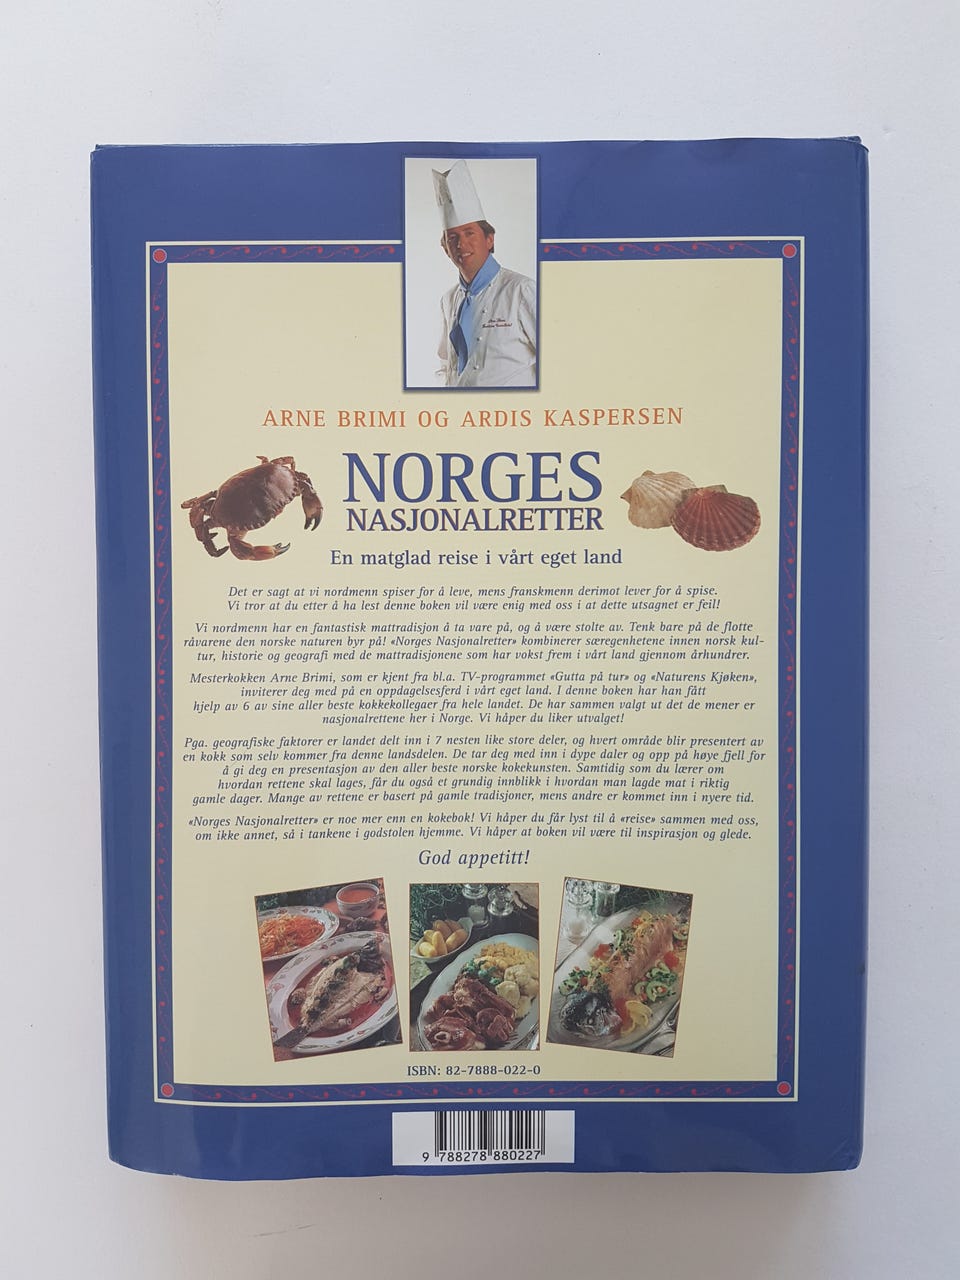 ARNE BRIMI OG ARDIS KASPERSEN
NORGES
NASJONALRETTER
En matglad reise i vårt eget land
Det er sagt at vi nordmenn spiser for å leve, mens franskmenn derimot lever for å spise.
Vi tror at du etter å ha lest denne boken vil være enig med oss i at dette utsagnet er feil!
Vi nordmenn har en fantastisk mattradisjon å ta vare på, og å være stolte av. Tenk bare på de flotte
råvarene den norske naturen byr på! «Norges Nasjonalretter» kombinerer særegenhetene innen norsk kul-
tur, historie og geografi med de mattradisjonene som har vokst frem i vårt land gjennom århundrer.
Mesterkokken Arne Brimi, som er kjent fra bl.a. TV-programmet «Gutta på tur» og «Naturens Kjøken»,
inviterer deg med på en oppdagelsesferd i vårt eget land. I denne boken har han fått
hjelp av 6 av sine aller beste kokkekollegaer fra hele landet. De har sammen valgt ut det de mener er
nasjonalrettene her i Norge. Vi håper du liker utvalget!
Pga. geografiske faktorer er landet delt inn i 7 nesten like store deler, og hvert område blir presentert av
en kokk som selv kommer fra denne landsdelen. De tar deg med inn i dype daler og opp på høye fjell for
å gi deg en presentasjon av den aller beste norske kokekunsten. Samtidig som du lærer om
hvordan rettene skal lages, får du også et grundig innblikk i hvordan man lagde mat i riktig
gamle dager. Mange av rettene er basert på gamle tradisjoner, mens andre er kommet inn i nyere tid.
«Norges Nasjonalretter» er noe mer enn en kokebok! Vi håper du får lyst til å «reise» sammen med oss,
om ikke annet, så i tankene i godstolen hjemme. Vi håper at boken vil være til inspirasjon og glede.
God appetitt!
ISBN: 82-7888-022-0
9 788278 880227